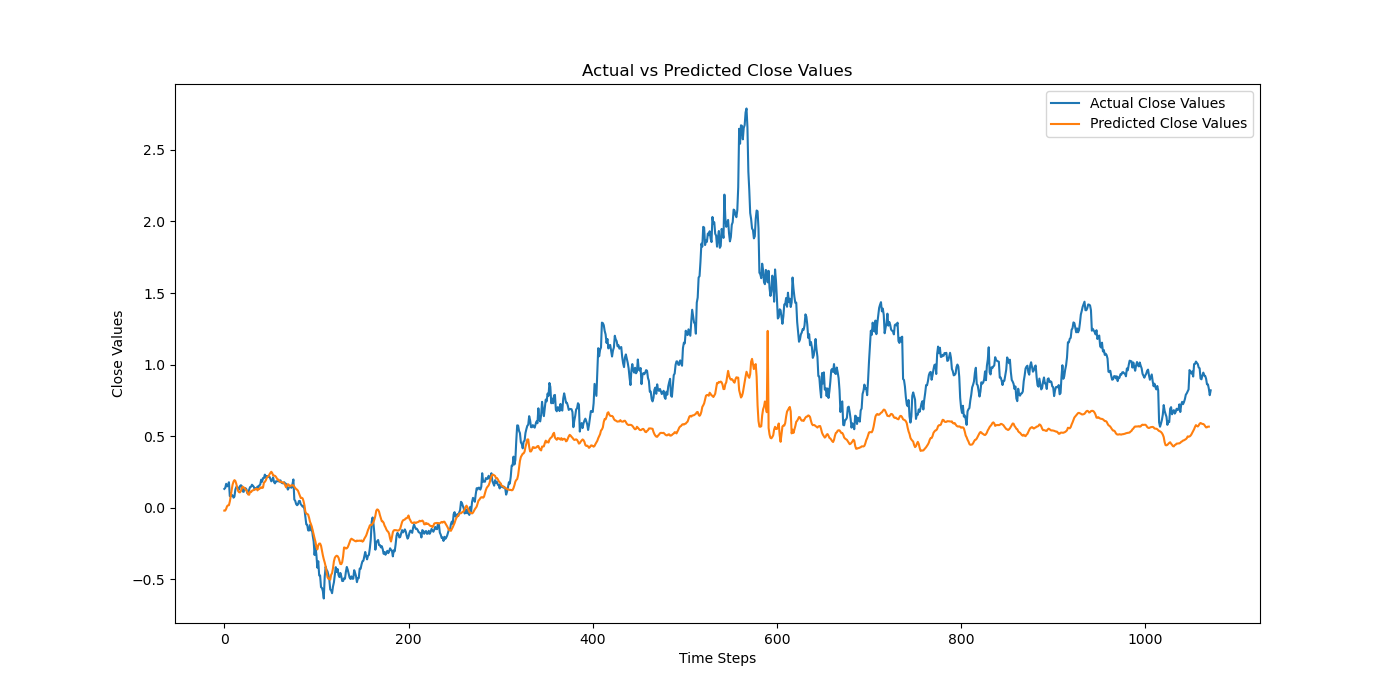 Actual vs Predicted Close Values
Actual Close Values
Predicted Close Values
2.5
2.0
1.5
1.0
0.5
0.0
−0.5
Close Values
0 200 400 600 800 1000
Time Steps